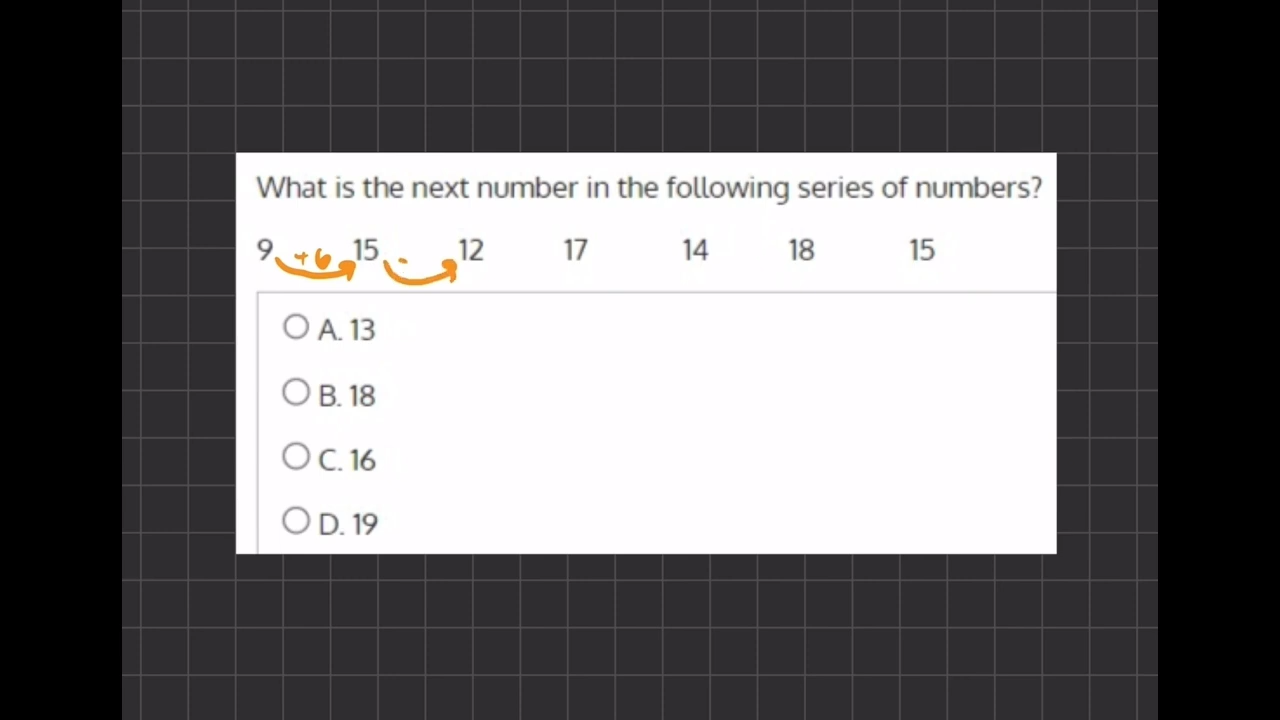 What is the next number in the following series of numbers?
9 15 12 17 14 18 15
+6
A. 13
B. 18
C. 16
D. 19